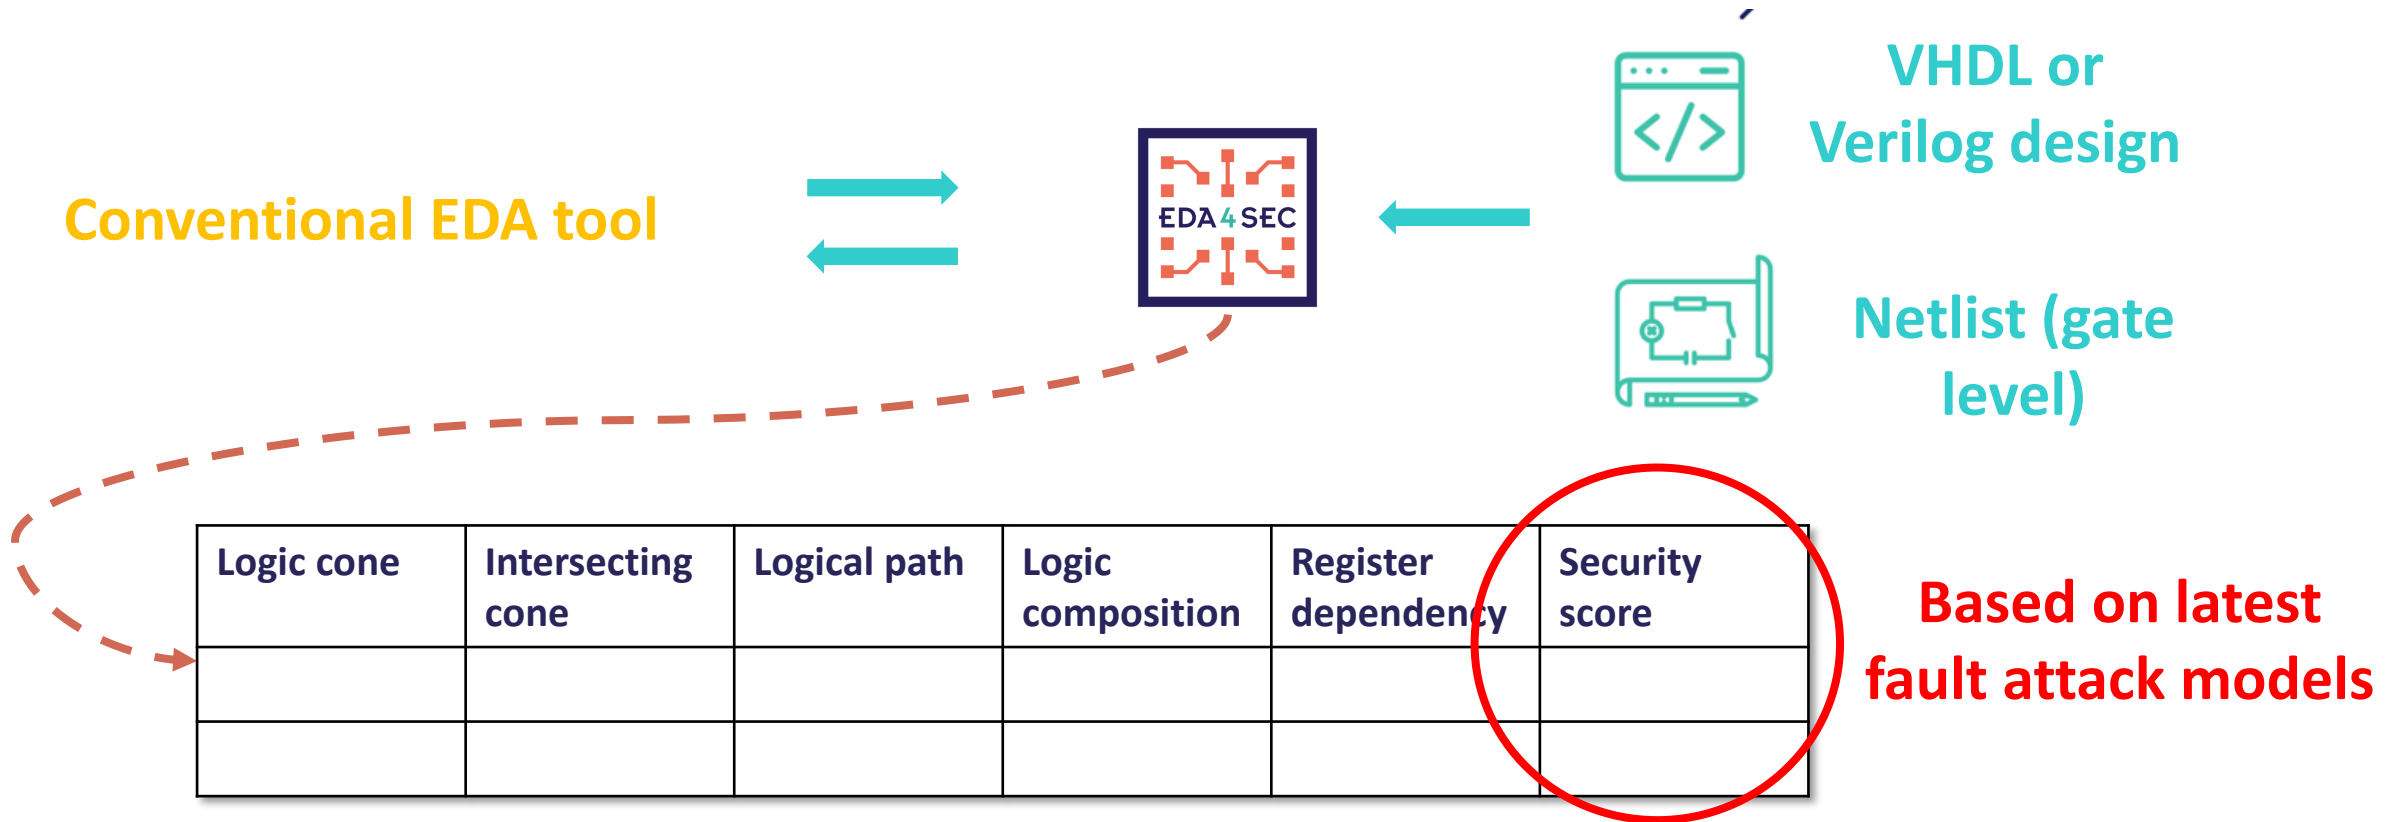 VHDL or
Verilog design
Conventional EDA tool
EDA4SEC
</>
Netlist (gate
level)
Logic cone
Intersecting
cone
Logical path
Logic
composition
Register
dependency
Security
score
Based on latest
fault attack models